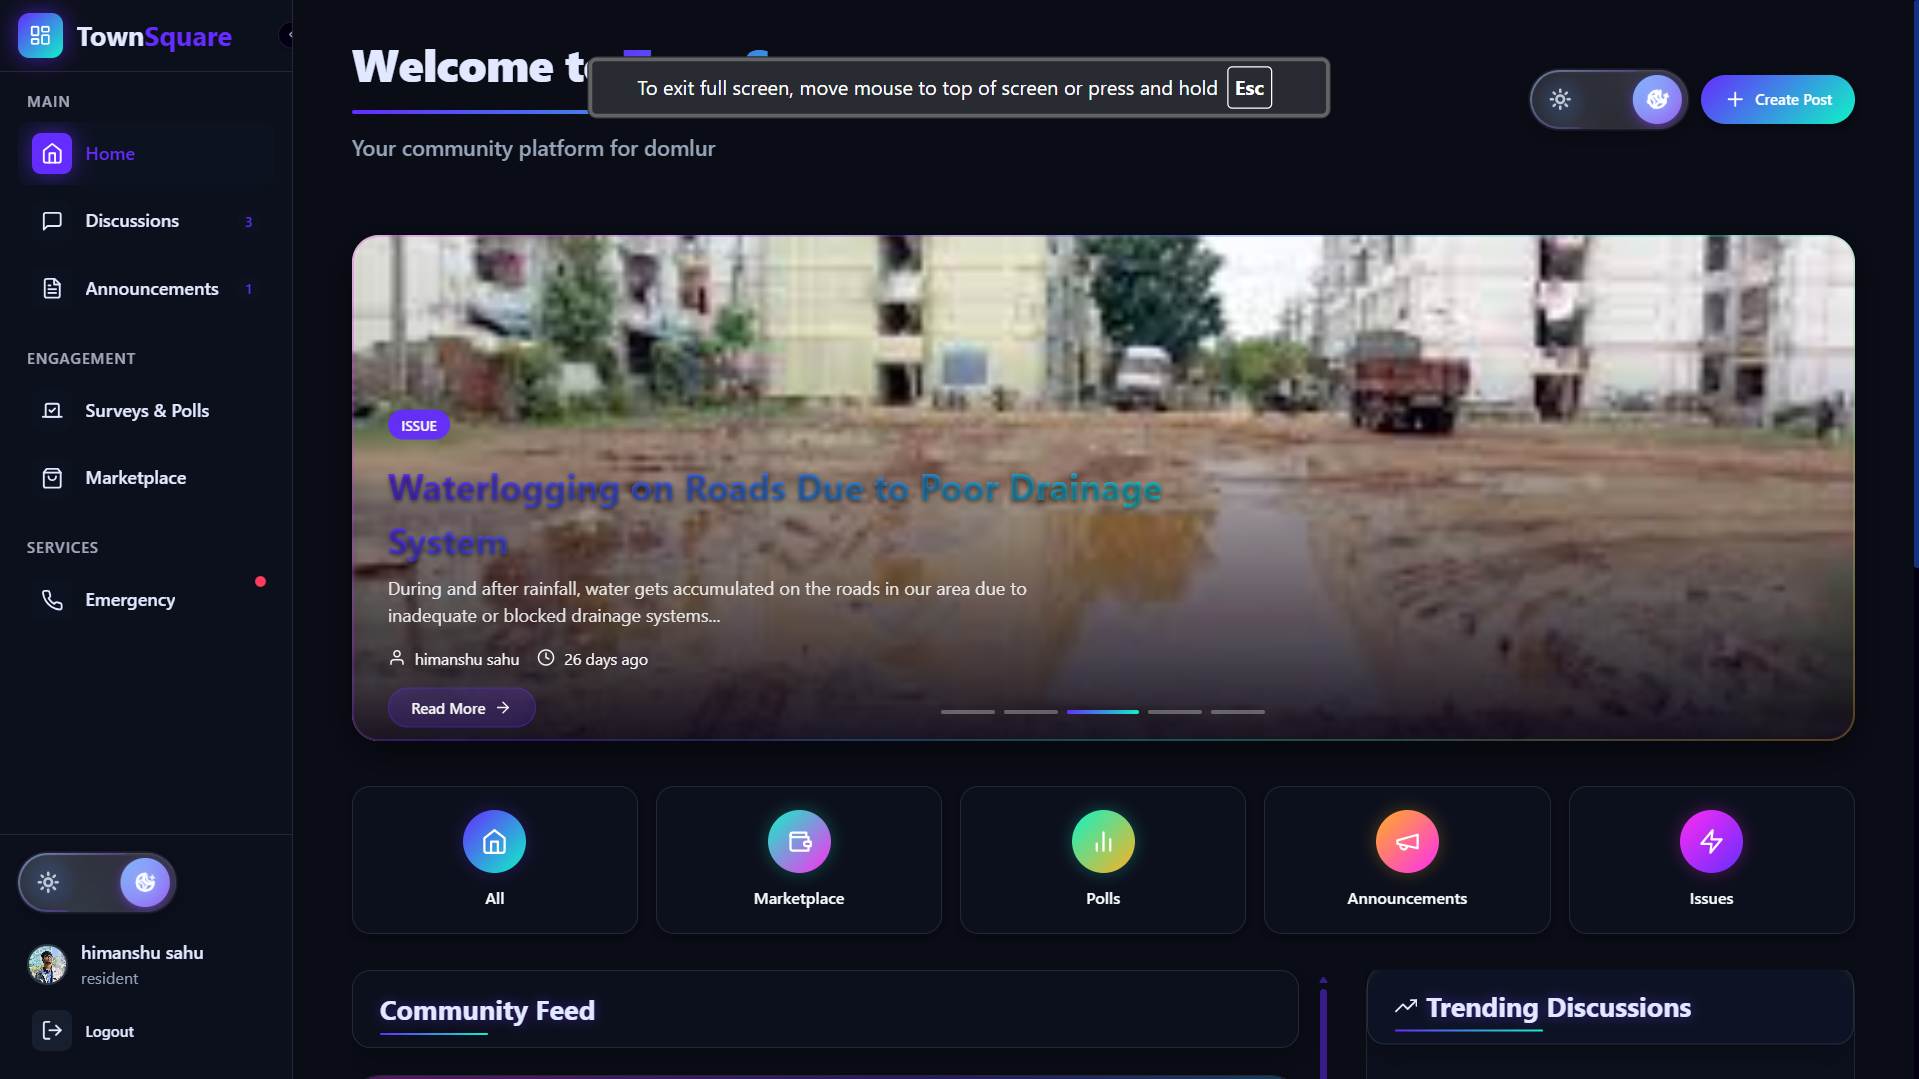 TownSquare
MAIN
Home
Discussions 3
Announcements 1
ENGAGEMENT
Surveys & Polls
Marketplace
SERVICES
Emergency
himanshu sahu
resident
Logout
Welcome
To exit full screen, move mouse to top of screen or press and hold Esc
Your community platform for domlur
Create Post
ISSUE
Waterlogging on Roads Due to Poor Drainage
System
During and after rainfall, water gets accumulated on the roads in our area due to
inadequate or blocked drainage systems...
himanshu sahu 26 days ago
Read More
All
Marketplace
Polls
Announcements
Issues
Community Feed
Trending Discussions